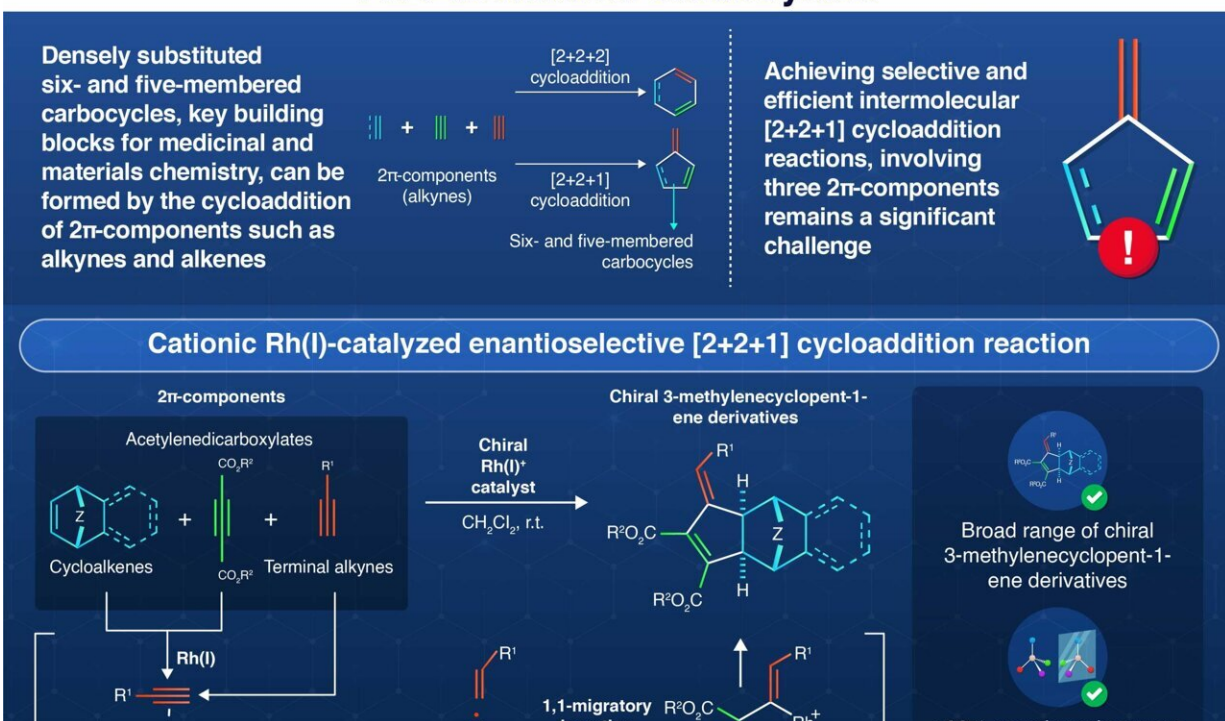 Densely substituted
six- and five-membered
carbocycles, key building
blocks for medicinal and
materials chemistry, can be
formed by the cycloaddition
of 2π-components such as
alkynes and alkenes
[2+2+2]
cycloaddition
+
+
2π-components
(alkynes)
[2+2+1]
cycloaddition
Six- and five-membered
carbocycles
Achieving selective and
efficient intermolecular
[2+2+1] cycloaddition
reactions, involving
three 2π-components
remains a significant
challenge
!
Cationic Rh(I)-catalyzed enantioselective [2+2+1] cycloaddition reaction
2π-components
Acetylenedicarboxylates
CO₂R²
R¹
Z
+
+
CO₂R²
Cycloalkenes
Terminal alkynes
Rh(I)
R¹
Chiral
Rh(I)⁺
catalyst
CH₂Cl₂, r.t.
Chiral 3-methylenecyclopent-1-
ene derivatives
R¹
H
R²O₂C
Z
R²O₂C
H
R¹
1,1-migratory
R²O₂C
R¹
Rh⁺
R¹
H
R²O₂C
Z
R²O₂C
H
Broad range of chiral
3-methylenecyclopent-1-
ene derivatives